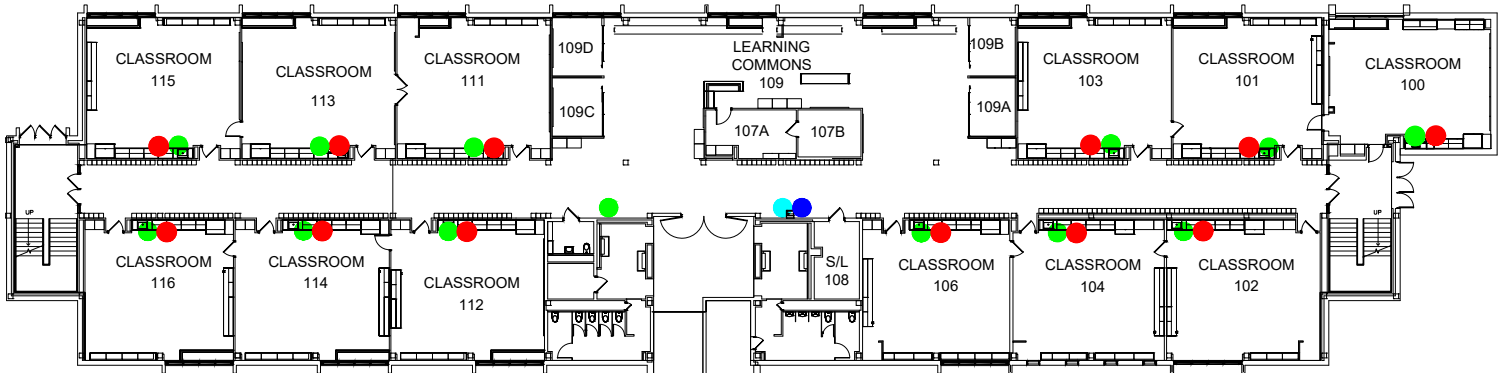 CLASSROOM
115
CLASSROOM
113
CLASSROOM
111
109D
109C
LEARNING
COMMONS
109
107A
107B
109B
109A
CLASSROOM
103
CLASSROOM
101
CLASSROOM
100
UP
CLASSROOM
116
CLASSROOM
114
CLASSROOM
112
S/L
108
CLASSROOM
106
CLASSROOM
104
CLASSROOM
102
UP